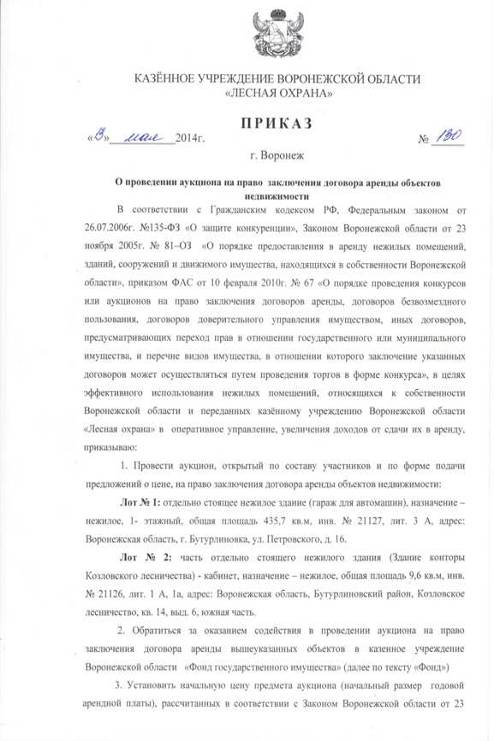 КАЗЁННОЕ УЧРЕЖДЕНИЕ ВОРОНЕЖСКОЙ ОБЛАСТИ
«ЛЕСНАЯ ОХРАНА»
ПРИКАЗ
«13» мая 2014г. № 130
г. Воронеж
О проведении аукциона на право заключения договора аренды объектов
недвижимости
В соответствии с Гражданским кодексом РФ, Федеральным законом от
26.07.2006г. №135-ФЗ «О защите конкуренции», Законом Воронежской области от 23
ноября 2005г. № 81–ОЗ «О порядке предоставления в аренду нежилых помещений,
зданий, сооружений и движимого имущества, находящихся в собственности Воронежской
области», приказом ФАС от 10 февраля 2010г. № 67 «О порядке проведения конкурсов
или аукционов на право заключения договоров аренды, договоров безвозмездного
пользования, договоров доверительного управления имуществом, иных договоров,
предусматривающих переход прав в отношении государственного или муниципального
имущества, и перечне видов имущества, в отношении которого заключение указанных
договоров может осуществляться путем проведения торгов в форме конкурса», в целях
эффективного использования нежилых помещений, относящихся к собственности
Воронежской области и переданных казённому учреждению Воронежской области
«Лесная охрана» в оперативное управление, увеличения доходов от сдачи их в аренду,
приказываю:
1. Провести аукцион, открытый по составу участников и по форме подачи
предложений о цене, на право заключения договора аренды объектов недвижимости:
Лот № 1: отдельно стоящее нежилое здание (гараж для автомашин), назначение –
нежилое, 1- этажный, общая площадь 435,7 кв.м, инв. № 21127, лит. 3 А, адрес:
Воронежская область, г. Бутурлиновка, ул. Петровского, д. 16.
Лот № 2: часть отдельно стоящего нежилого здания (Здание конторы
Козловского лесничества) - кабинет, назначение – нежилое, общая площадь 9,6 кв.м, инв.
№ 21126, лит. 1 А, 1а, адрес: Воронежская область, Бутурлиновский район, Козловское
лесничество, кв. 14, выд. 6, южная часть.
2. Обратиться за оказанием содействия в проведении аукциона на право
заключения договора аренды вышеуказанных объектов в казенное учреждение
Воронежской области «Фонд государственного имущества» (далее по тексту «Фонд»)
3. Установить начальную цену предмета аукциона (начальный размер годовой
арендной платы), рассчитанных в соответствии с Законом Воронежской области от 23